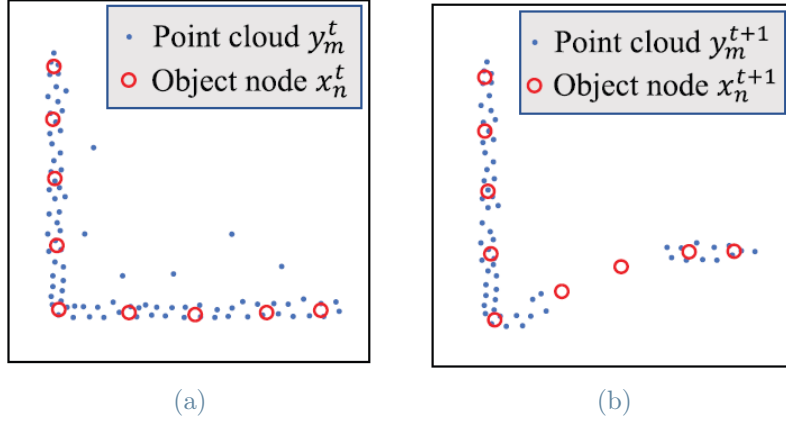 Point cloud $y_m^t$
Object node $x_n^t$
(a)
Point cloud $y_m^{t+1}$
Object node $x_n^{t+1}$
(b)